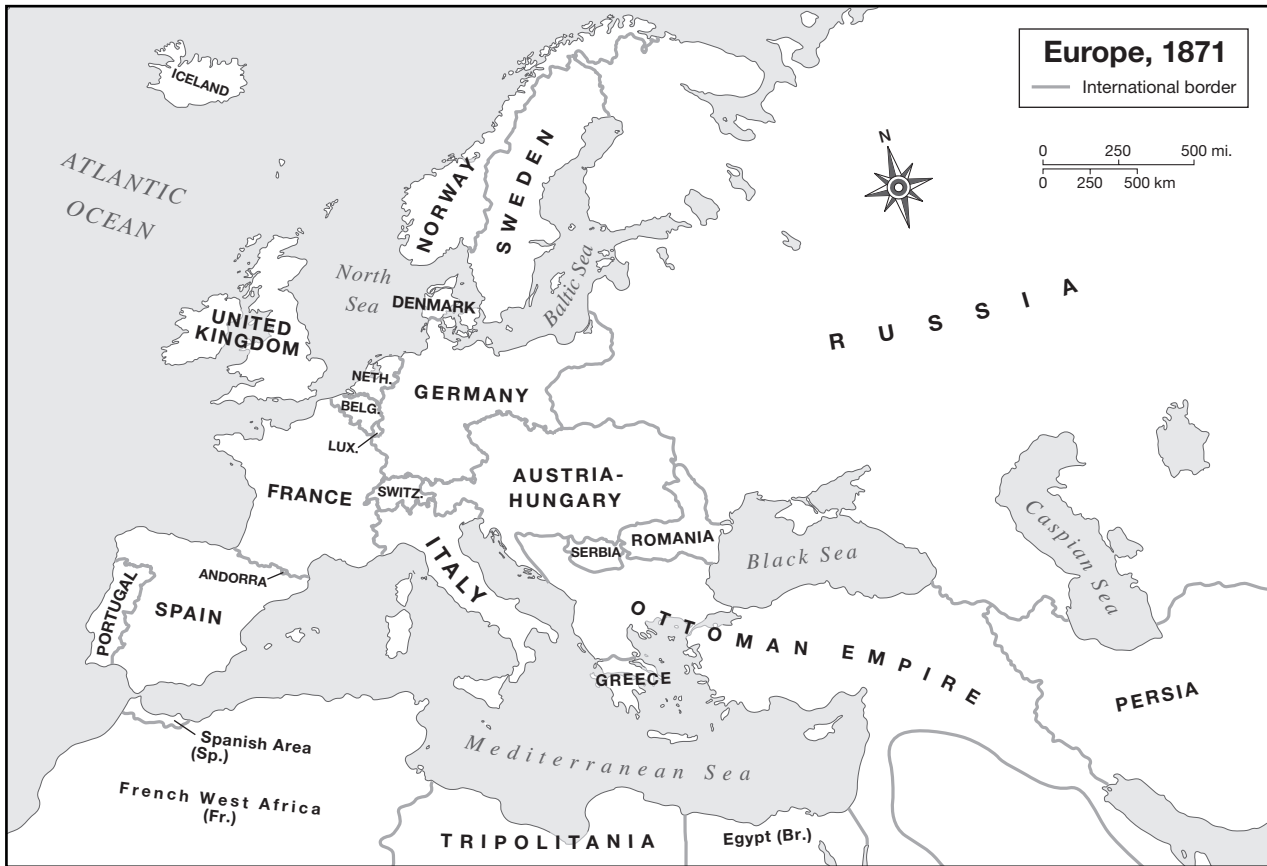 Europe, 1871
International border
N
0 250 500 mi.
0 250 500 km
ICELAND
ATLANTIC
OCEAN
NORWAY
SWEDEN
North
Sea
Baltic Sea
DENMARK
UNITED
KINGDOM
RUSSIA
NETH.
GERMANY
BELG.
LUX.
FRANCE
SWITZ.
AUSTRIA-
HUNGARY
ROMANIA
SERBIA
Black Sea
Caspian Sea
ITALY
ANDORRA
PORTUGAL
SPAIN
OTTOMAN EMPIRE
GREECE
PERSIA
Mediterranean Sea
Spanish Area
(Sp.)
French West Africa
(Fr.)
TRIPOLITANIA
Egypt (Br.)